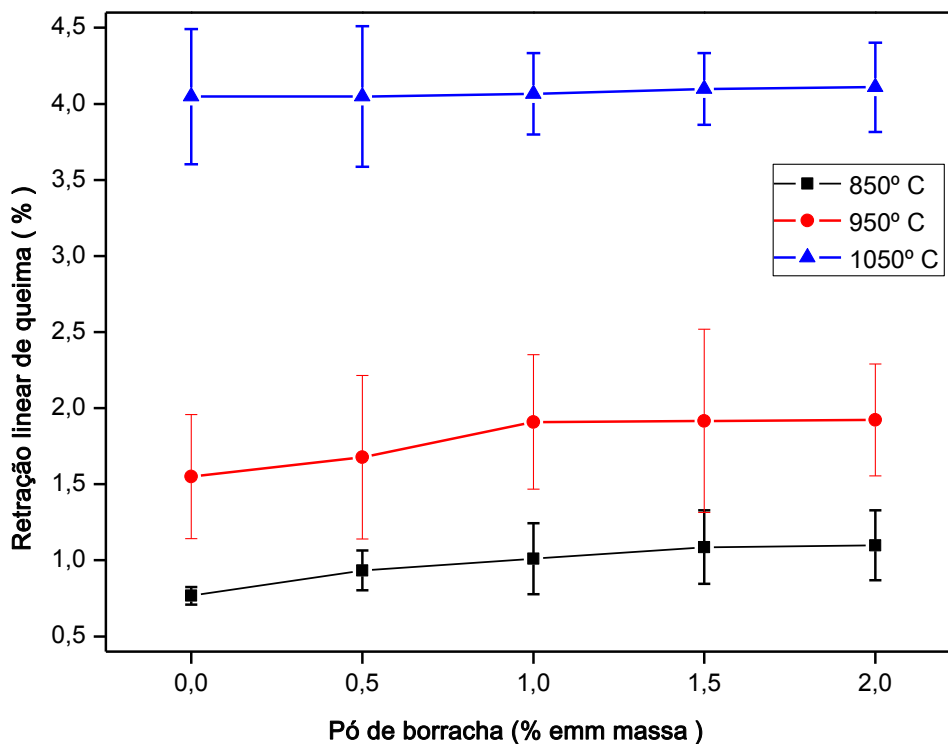 4,5
4,0
3,5
3,0
2,5
2,0
1,5
1,0
0,5
Retração linear de queima ( % )
850º C
950º C
1050º C
0,0
0,5
1,0
1,5
2,0
Pó de borracha (% emm massa )